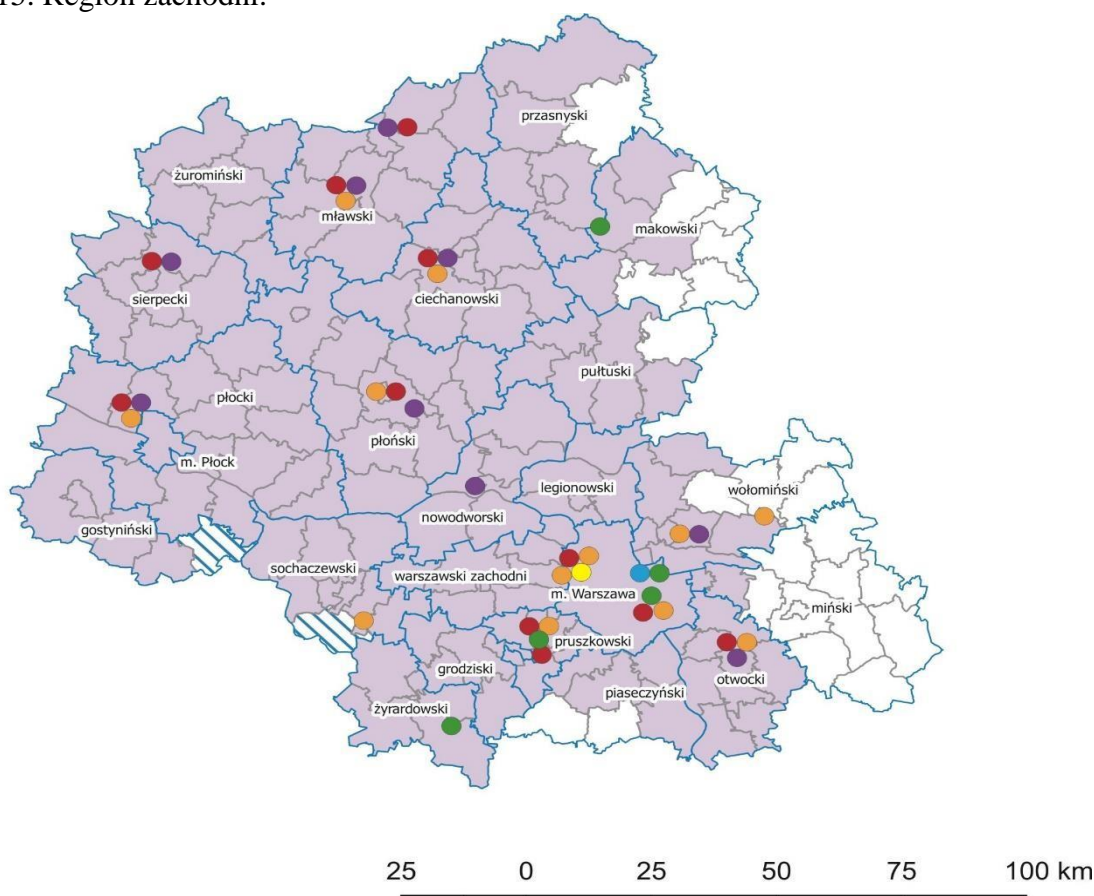 15. Region zachodni.
przasnyski
żuromiński
mławski
makowski
sierpecki
ciechanowski
pułtuski
płocki
płoński
m. Płock
legionowski
wołomiński
nowodworski
gostyniński
sochaczewski
warszawski zachodni
m. Warszawa
miński
pruszkowski
grodziski
otwocki
piaseczyński
żyrardowski
25 0 25 50 75 100 km